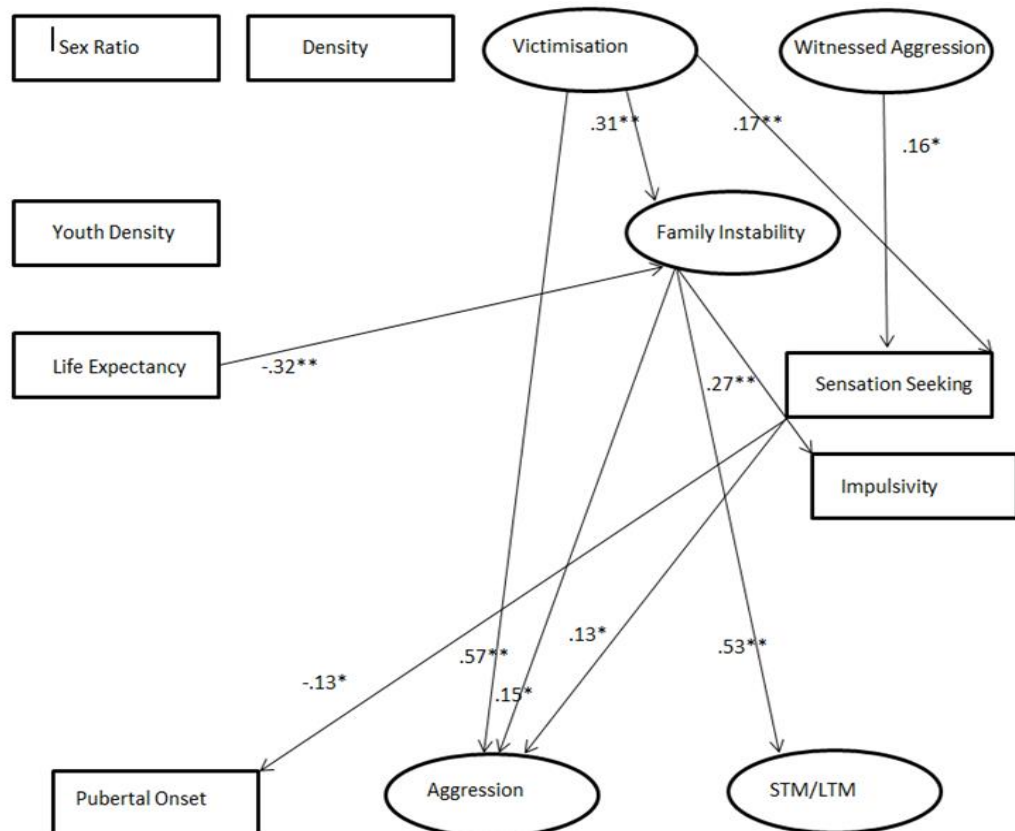 Sex Ratio
Density
Victimisation
Witnessed Aggression
.31**
.17**
.16*
Youth Density
Family Instability
Life Expectancy
-.32**
.27**
Sensation Seeking
Impulsivity
-.13*
.57**
.15*
.13*
.53**
Pubertal Onset
Aggression
STM/LTM